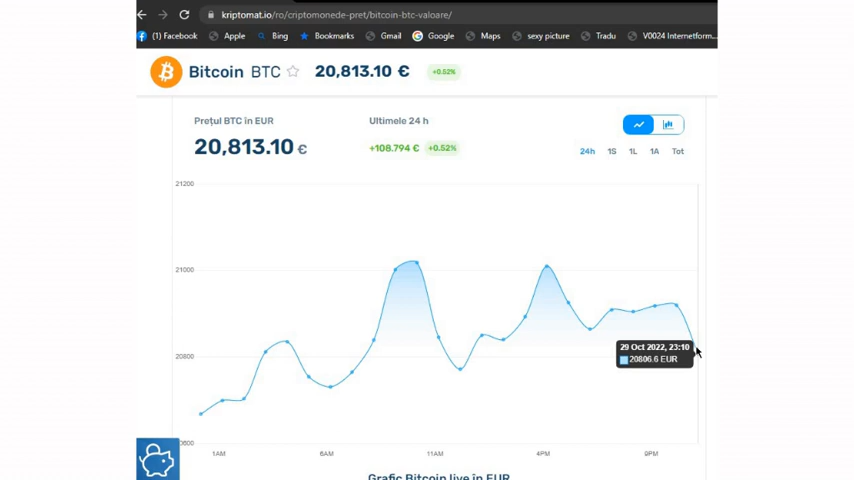 kriptomat.io/ro/criptomonede-pret/bitcoin-btc-valoare/
(1) Facebook Apple Bing Bookmarks Gmail Google Maps sexy picture Tradu V0024 Internetform...
Bitcoin BTC 20,813.10 € +0.52%
Prețul BTC în EUR Ultimele 24 h
20,813.10 € +108.794 € +0.52%
24h 1S 1L 1A Tot
21200
21000
29 Oct 2022, 23:10
20800
20806.6 EUR
1AM 6AM 11AM 4PM 9PM
Grafic Bitcoin live în EUR